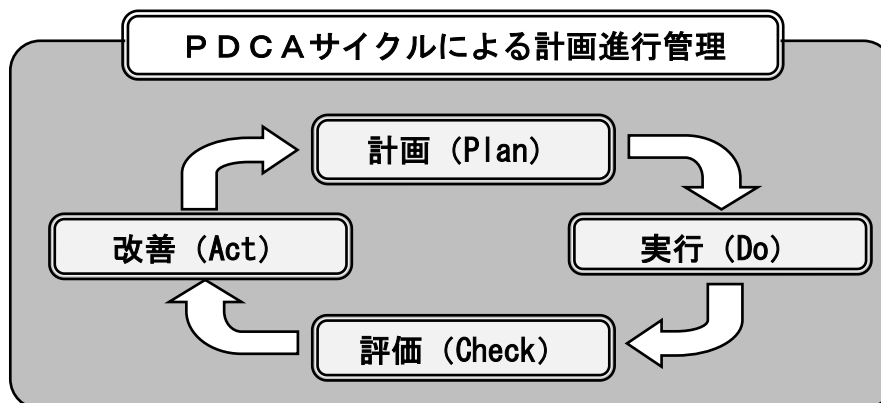 ＰＤＣＡサイクルによる計画進行管理
計画（Plan）
改善（Act）
実行（Do）
評価（Check）